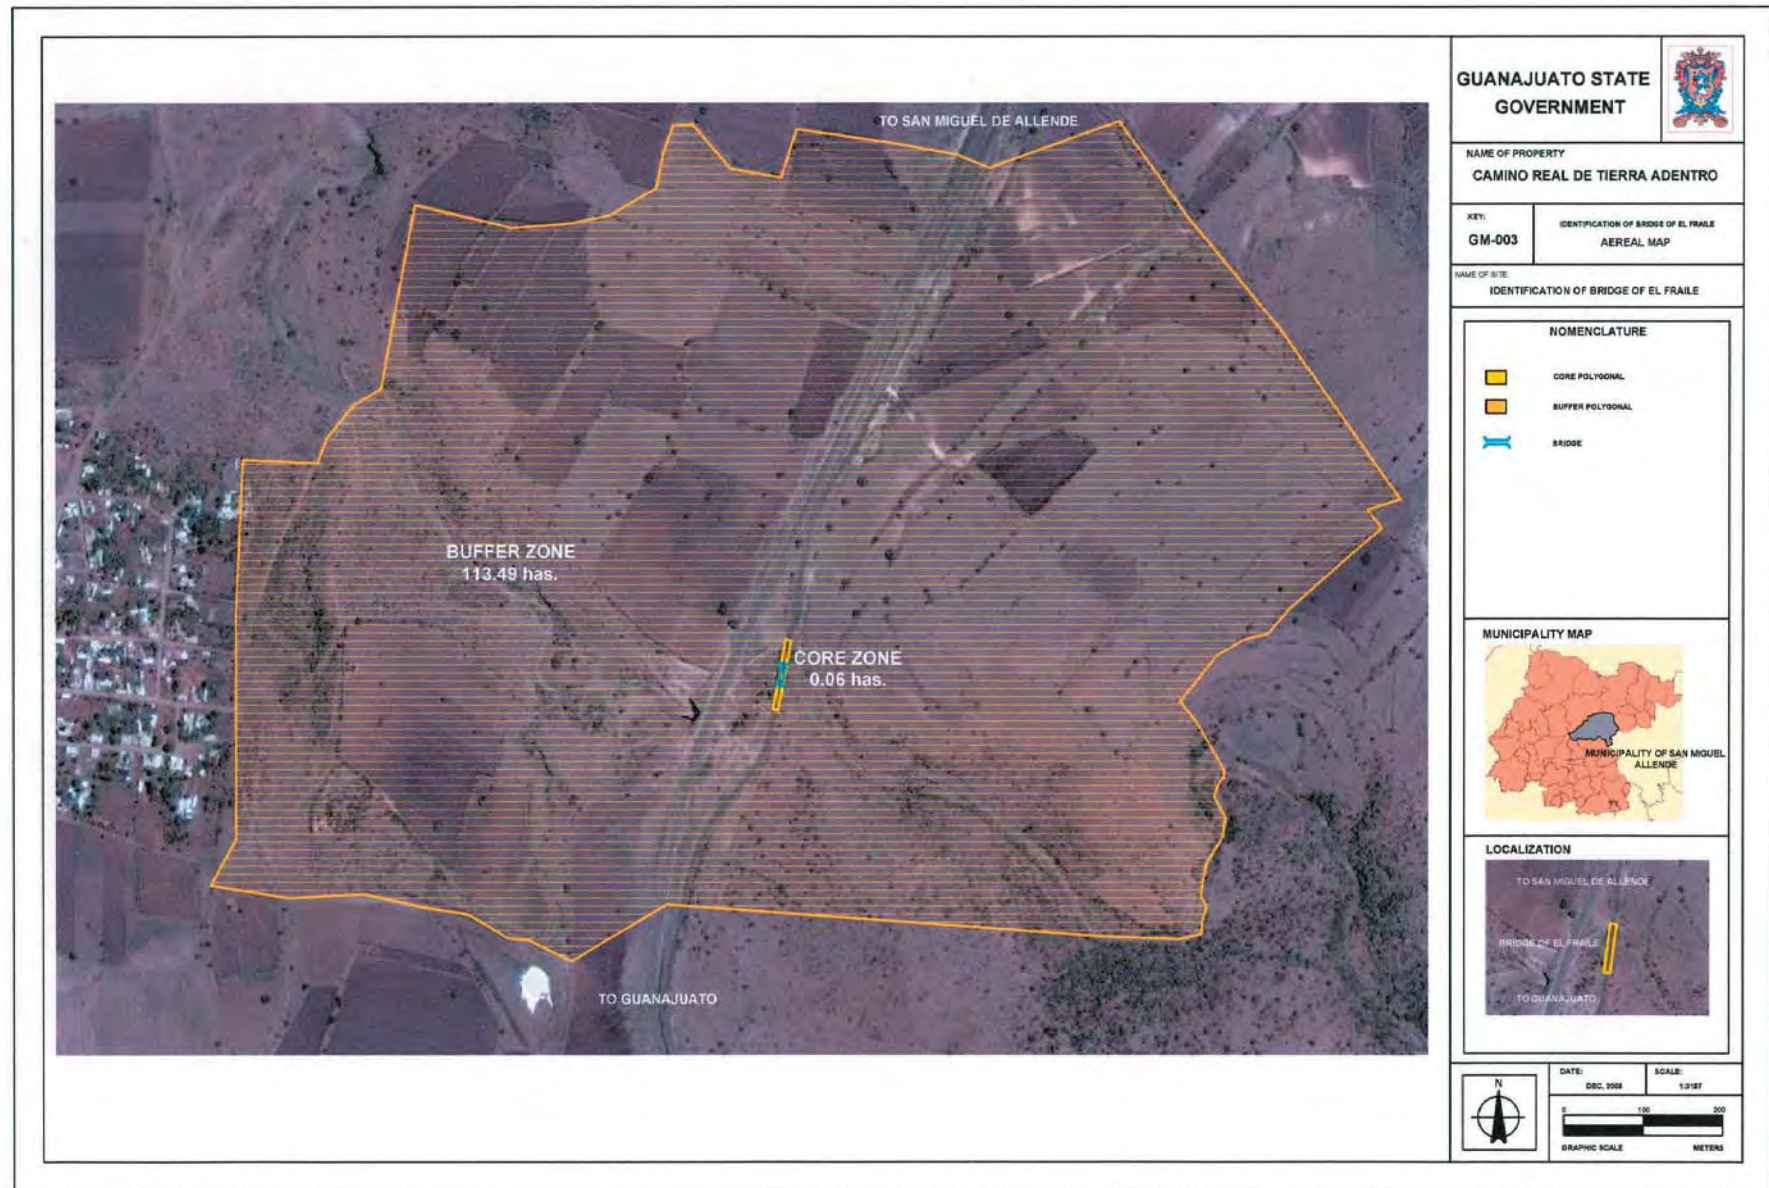 TO SAN MIGUEL DE ALLENDE
BUFFER ZONE
113.49 has.
CORE ZONE
0.06 has.
TO GUANAJUATO
GUANAJUATO STATE
GOVERNMENT
NAME OF PROPERTY
CAMINO REAL DE TIERRA ADENTRO
KEY:
GM-003
IDENTIFICATION OF BRIDGE OF EL FRAILE
AEREAL MAP
NAME OF SITE
IDENTIFICATION OF BRIDGE OF EL FRAILE
NOMENCLATURE
CORE POLYGONAL
BUFFER POLYGONAL
BRIDGE
MUNICIPALITY MAP
MUNICIPALITY OF SAN MIGUEL
ALLENDE
LOCALIZATION
TO SAN MIGUEL DE ALLENDE
BRIDGE OF EL FRAILE
TO GUANAJUATO
N
DATE:
DEC, 2008
SCALE:
1:3187
0 100 200
GRAPHIC SCALE METERS